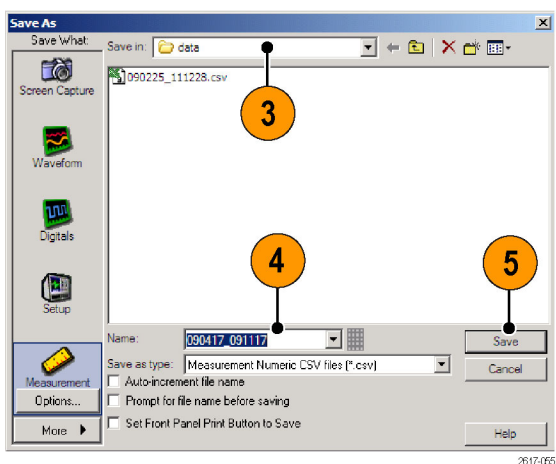 Save As
Save What:
Save in: data
Screen Capture
090225_111228.csv
3
Waveform
Digitals
4
5
Setup
Name: 090417_091117
Save
Save as type: Measurement Numeric CSV files (*.csv)
Cancel
Measurement
Auto-increment file name
Options...
Prompt for file name before saving
Set Front Panel Print Button to Save
More
Help
2617-055